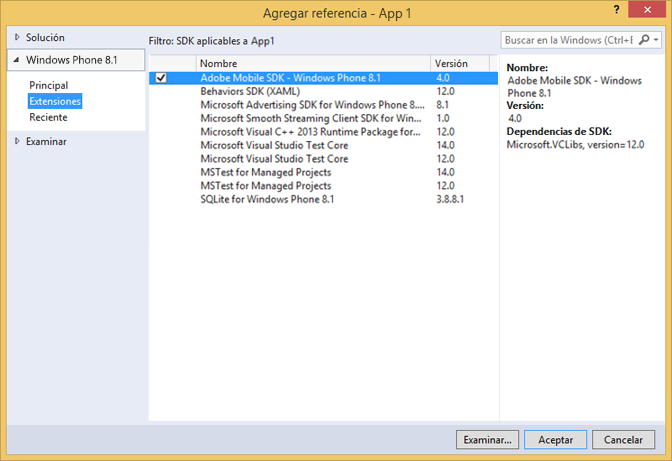 Agregar referencia - App 1
?
Solución
Windows Phone 8.1
Principal
Extensiones
Reciente
Examinar
Filtro: SDK aplicables a App1
Buscar en la Windows (Ctrl+E
Nombre Versión
Adobe Mobile SDK - Windows Phone 8.1 4.0
Behaviors SDK (XAML) 12.0
Microsoft Advertising SDK for Windows Phone 8.... 8.1
Microsoft Smooth Streaming Client SDK for Win... 1.0
Microsoft Visual C++ 2013 Runtime Package for... 12.0
Microsoft Visual Studio Test Core 14.0
Microsoft Visual Studio Test Core 12.0
MSTest for Managed Projects 14.0
MSTest for Managed Projects 12.0
SQLite for Windows Phone 8.1 3.8.8.1
Nombre:
Adobe Mobile SDK - Windows
Phone 8.1
Versión:
4.0
Dependencias de SDK:
Microsoft.VCLibs, version=12.0
Examinar... Aceptar Cancelar